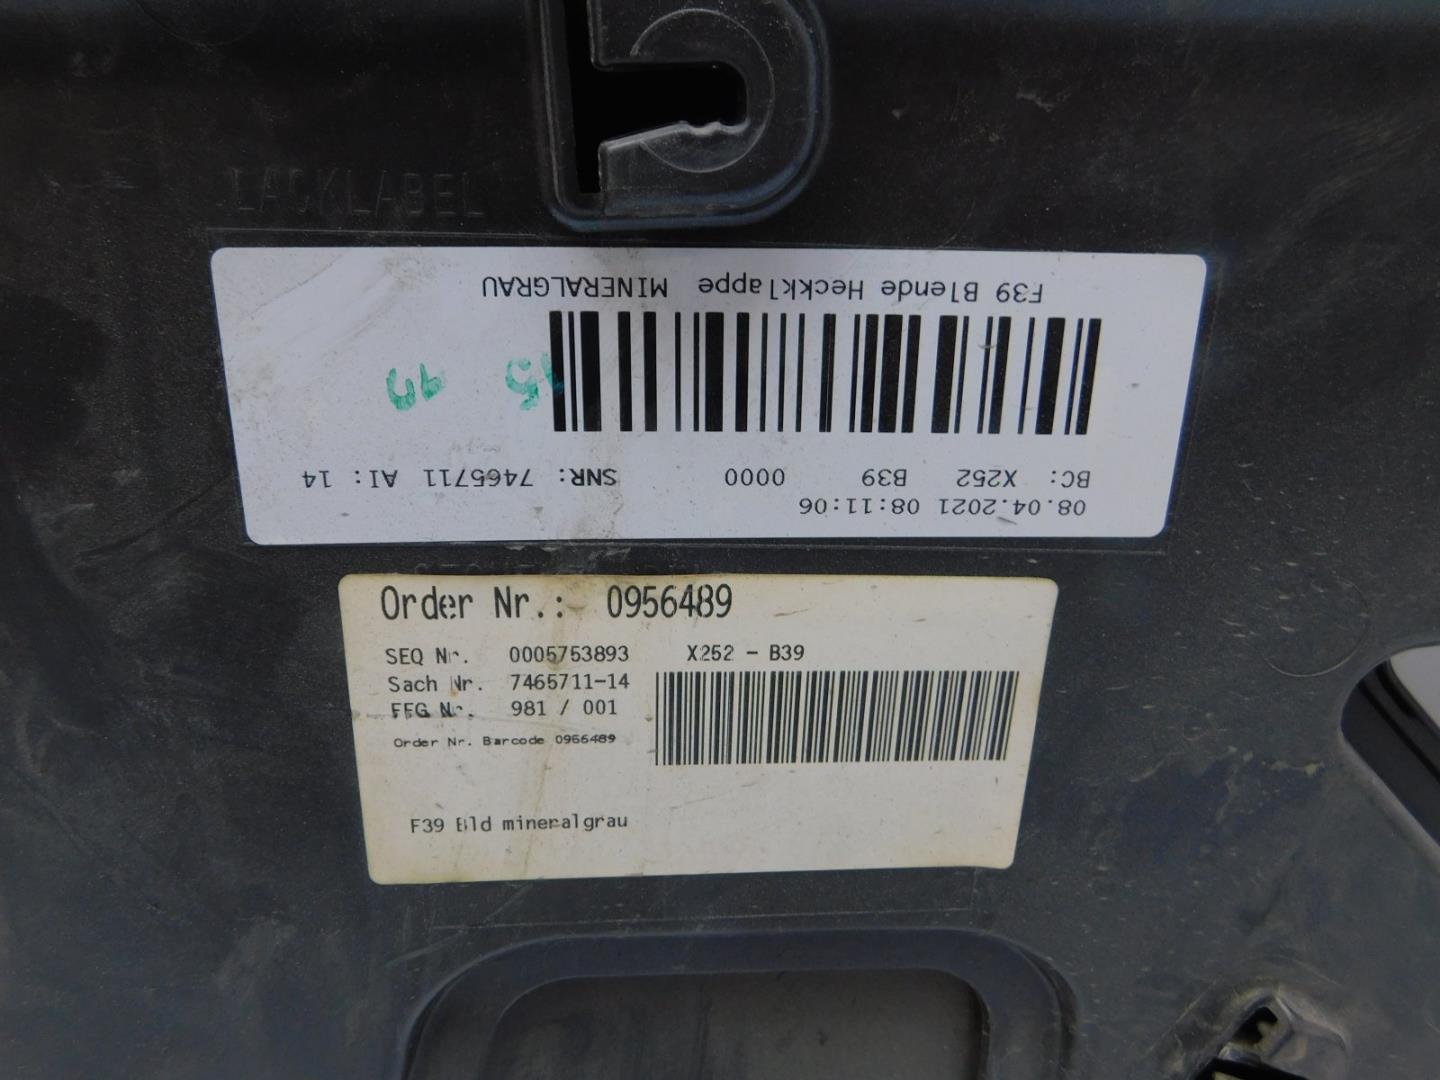 LACKLABEL
08.04.2021 08:11:06
BC: X252 B39 0000 SNR: 7465711 AI: 14
F39 Blende Heckklappe MINERALGRAU
Order Nr.: 0956489
SEQ Nr. 0005753893 X252 - B39
Sach Nr. 7465711-14
FFG Nr. 981 / 001
Order Nr. Barcode 0956489
F39 Bld mineralgrau